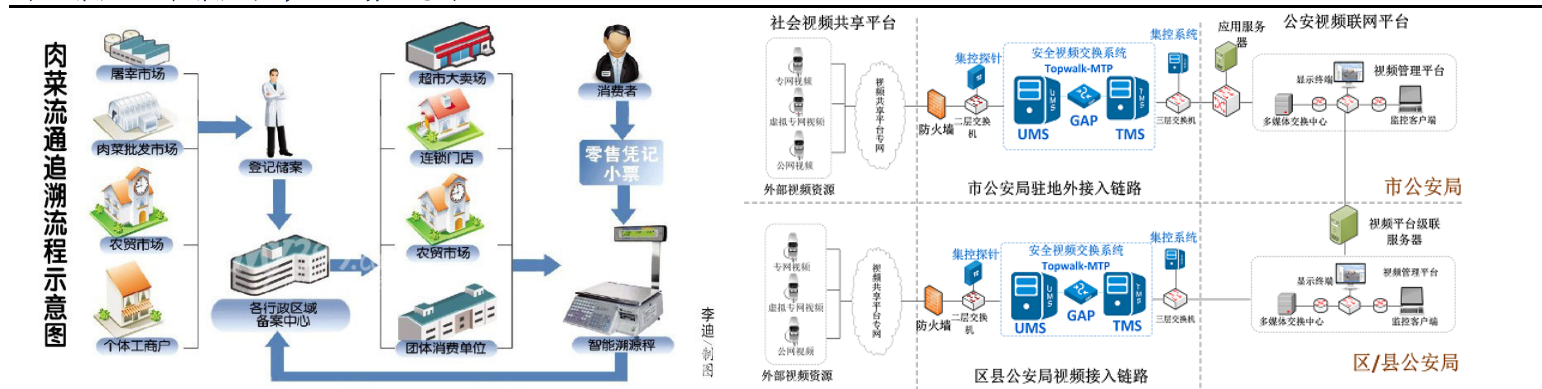 肉菜流通追溯流程示意图
屠宰市场
肉菜批发市场
农贸市场
个体工商户
登记储案
各行政区域
备案中心
超市大卖场
连锁门店
农贸市场
团体消费单位
消费者
零售凭记
小票
智能溯源秤
李迪/制图
社会视频共享平台
专网视频
虚拟专网视频
公网视频
外部视频资源
视频共享平台专网
防火墙
集控探针
二层交换
机
安全视频交换系统
Topwalk-MTP
UMS
UMS
GAP
TMS
TMS
集控系统
三层交换机
市公安局驻地外接入链路
应用服务
器
公安视频联网平台
视频管理平台
显示终端
多媒体交换中心
监控客户端
市公安局
视频平台级联
服务器
专网视频
虚拟专网视频
公网视频
外部视频资源
视频共享平台专网
防火墙
集控探针
二层交换
机
安全视频交换系统
Topwalk-MTP
UMS
UMS
GAP
TMS
TMS
集控系统
三层交换机
区县公安局视频接入链路
视频管理平台
显示终端
多媒体交换中心
监控客户端
区/县公安局